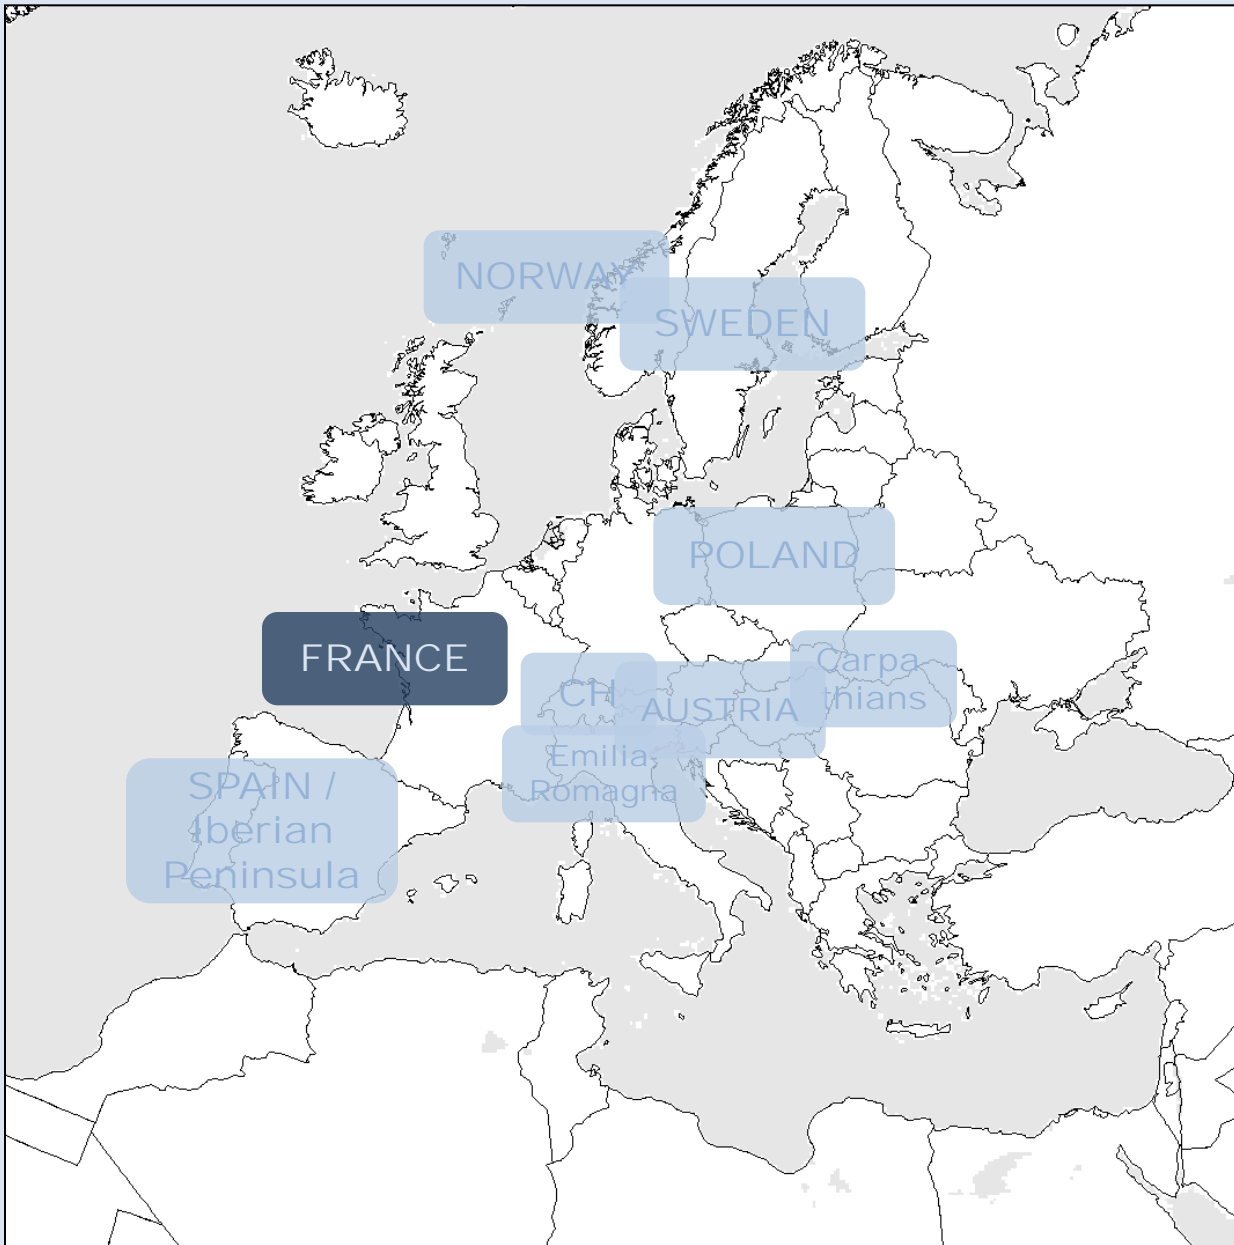 NORWAY
SWEDEN
POLAND
FRANCE
CH
AUSTRIA
Carpa
thians
Emilia
Romagna
SPAIN /
Iberian
Peninsula